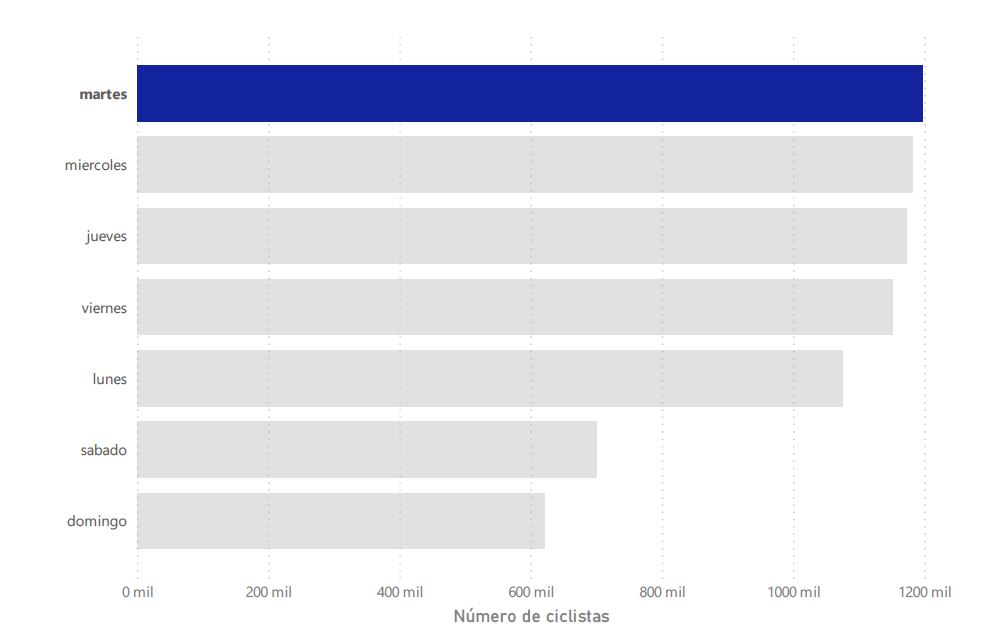 martes
miercoles
jueves
viernes
lunes
sabado
domingo
0 mil 200 mil 400 mil 600 mil 800 mil 1000 mil 1200 mil
Número de ciclistas